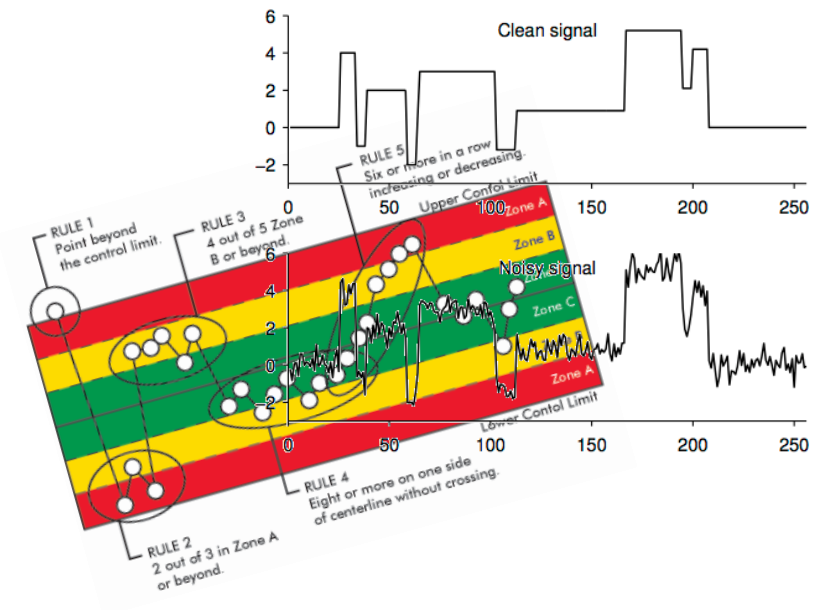 6
Clean signal
4
2
0
−2
0 50 100 150 200 250
RULE 5
Six or more in a row
increasing or decreasing.
Upper Contol Limit
RULE 1
Point beyond
the control limit.
RULE 3
4 out of 5 Zone
B or beyond.
Zone A
Zone B
Zone C
Zone A
Lower Contol Limit
6
Noisy signal
4
2
0
−2
0 50 100 150 200 250
RULE 4
Eight or more on one side
of centerline without crossing.
RULE 2
2 out of 3 in Zone A
or beyond.